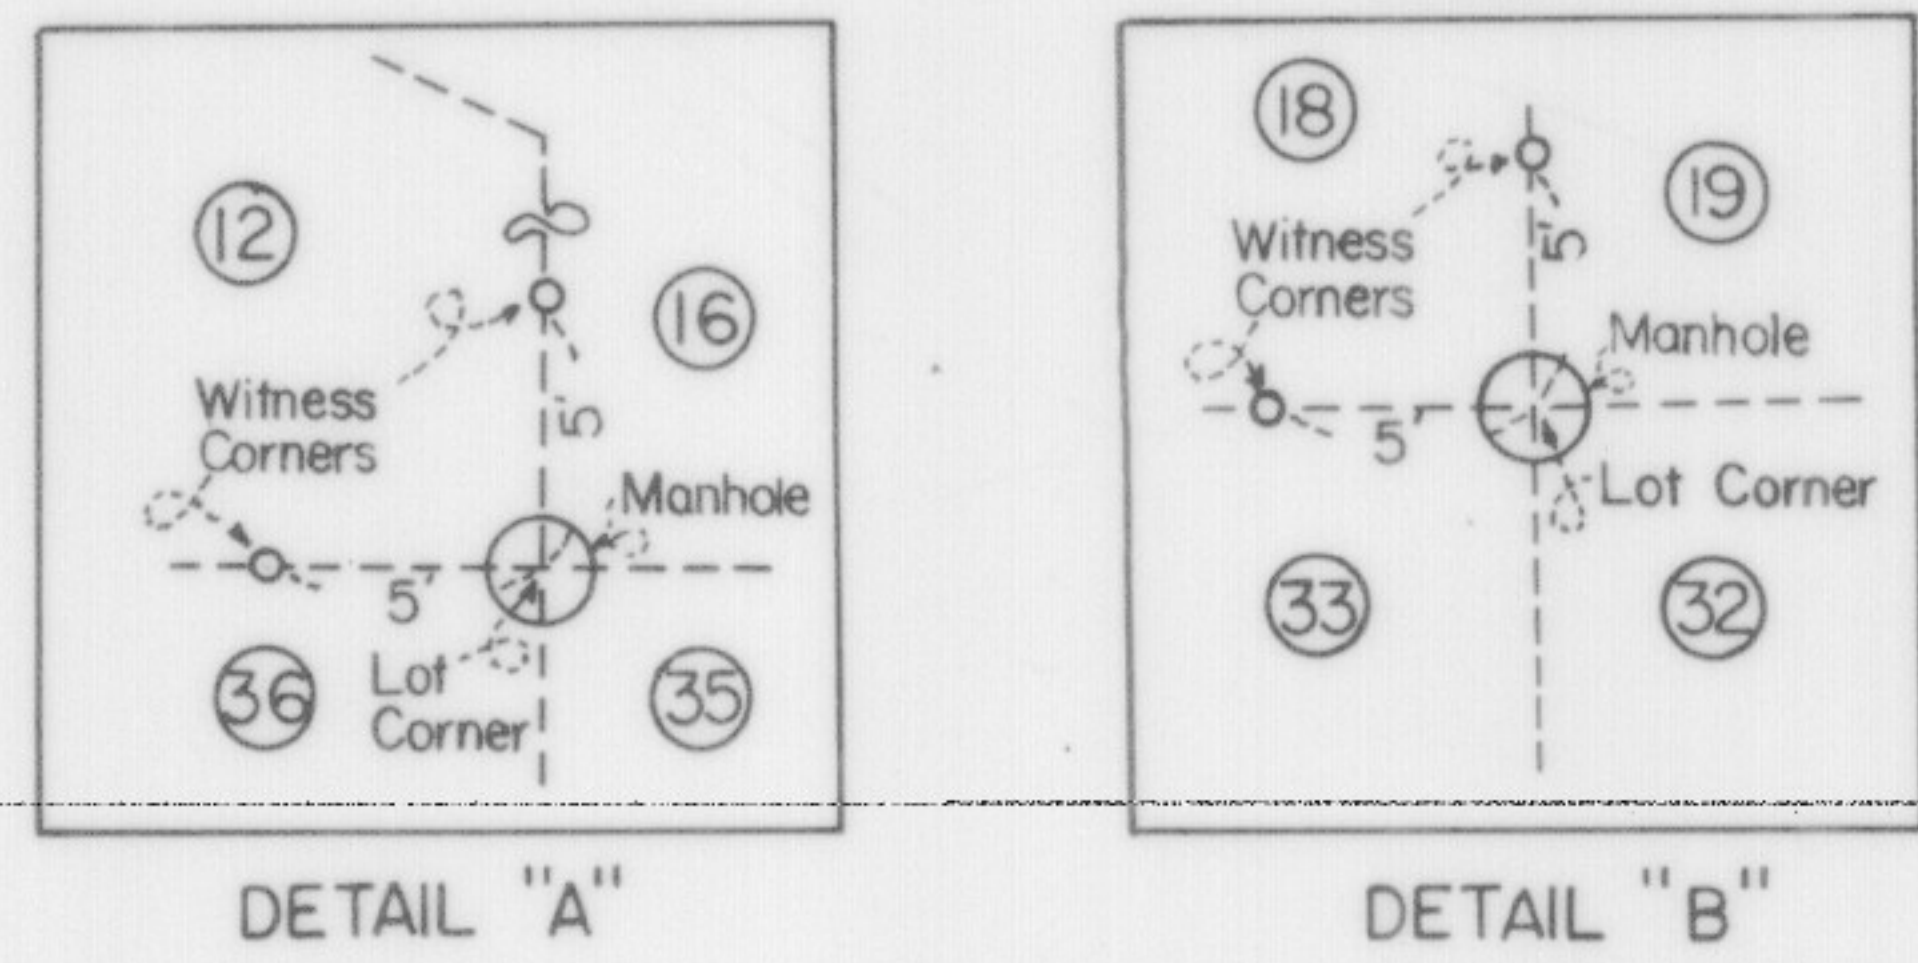 12
16
Witness
Corners
5'
Manhole
5'
36
Lot
Corner
35
DETAIL "A"
18
19
Witness
Corners
5'
Manhole
5'
Lot Corner
33
32
DETAIL "B"